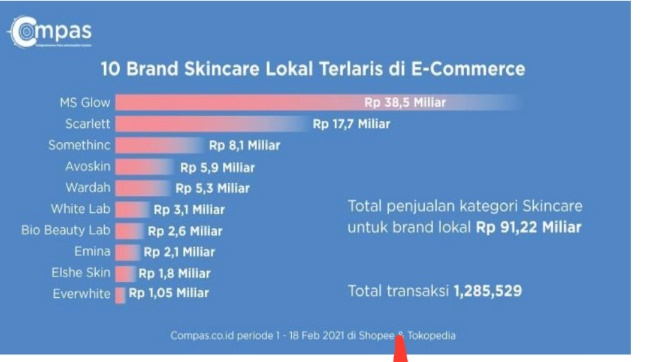 Compas
10 Brand Skincare Lokal Terlaris di E-Commerce
MS Glow Rp 38,5 Miliar
Scarlett Rp 17,7 Miliar
Somethinc Rp 8,1 Miliar
Avoskin Rp 5,9 Miliar
Wardah Rp 5,3 Miliar
White Lab Rp 3,1 Miliar
Bio Beauty Lab Rp 2,6 Miliar
Emina Rp 2,1 Miliar
Elshe Skin Rp 1,8 Miliar
Everwhite Rp 1,05 Miliar
Total penjualan kategori Skincare
untuk brand lokal Rp 91,22 Miliar
Total transaksi 1,285,529
Compas.co.id periode 1 - 18 Feb 2021 di Shopee & Tokopedia